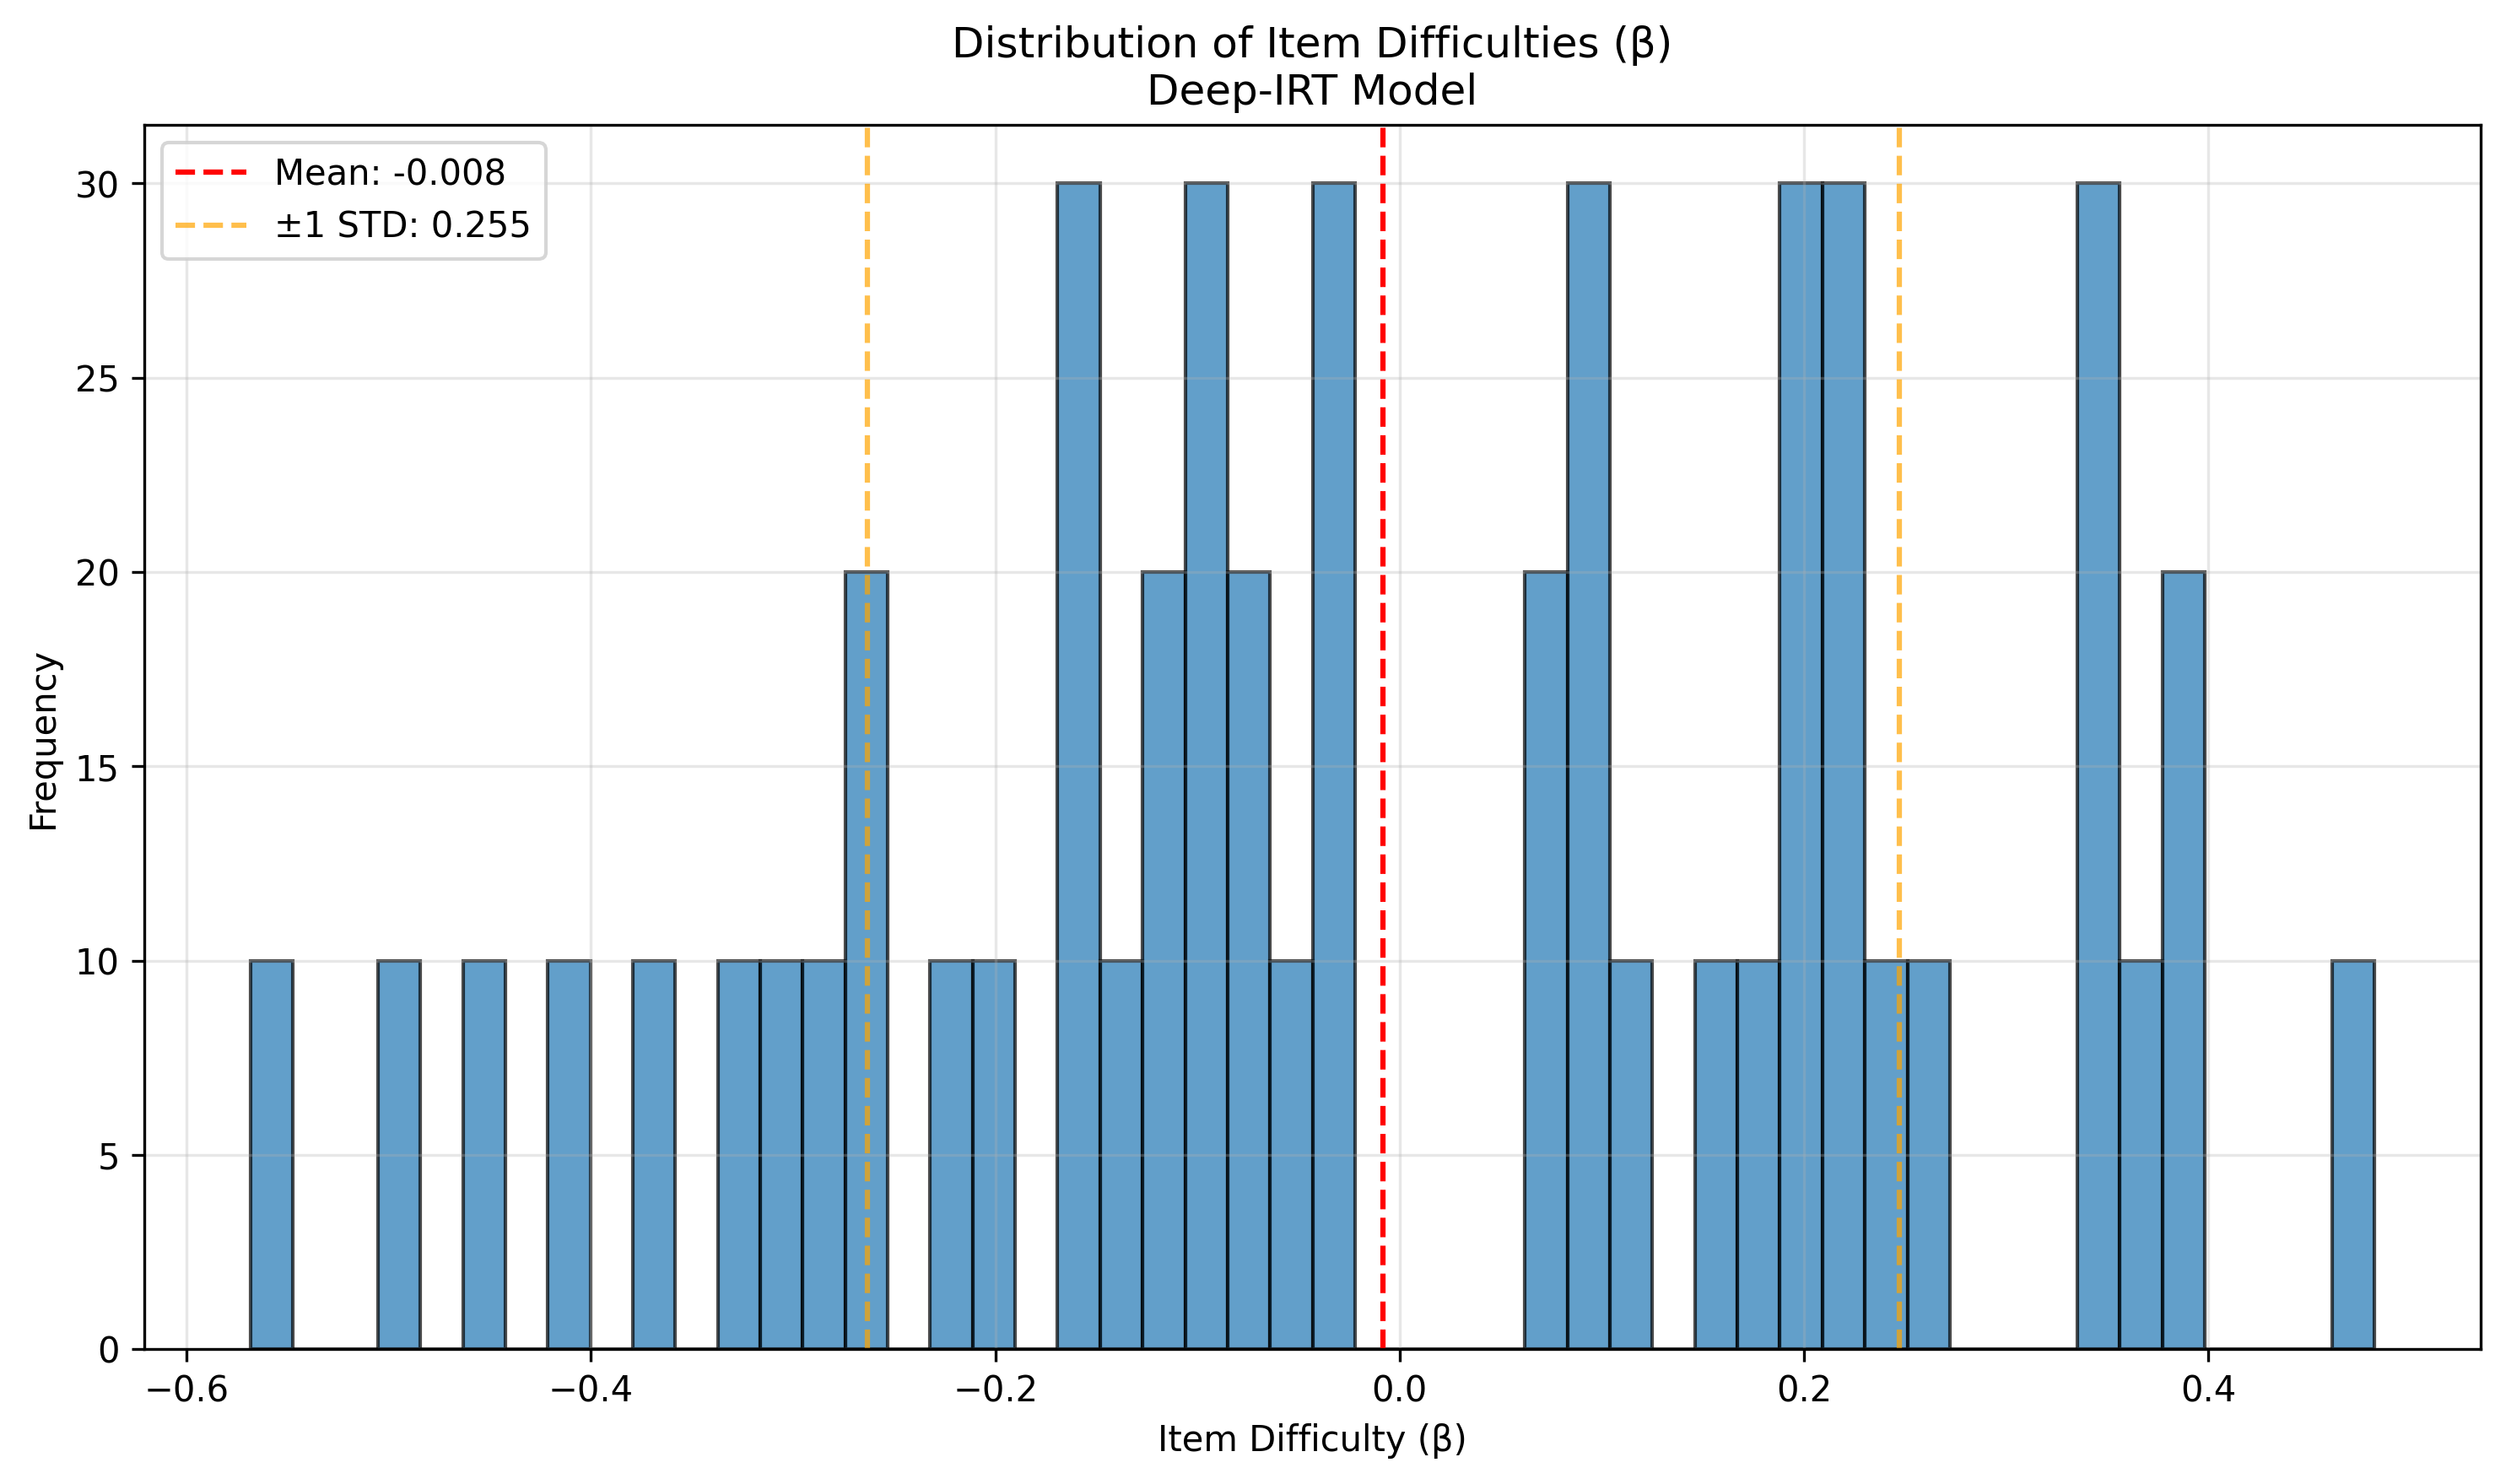 Distribution of Item Difficulties (β)
Deep-IRT Model
Mean: -0.008
±1 STD: 0.255
30
25
20
15
10
5
0
Frequency
−0.6
−0.4
−0.2
0.0
0.2
0.4
Item Difficulty (β)